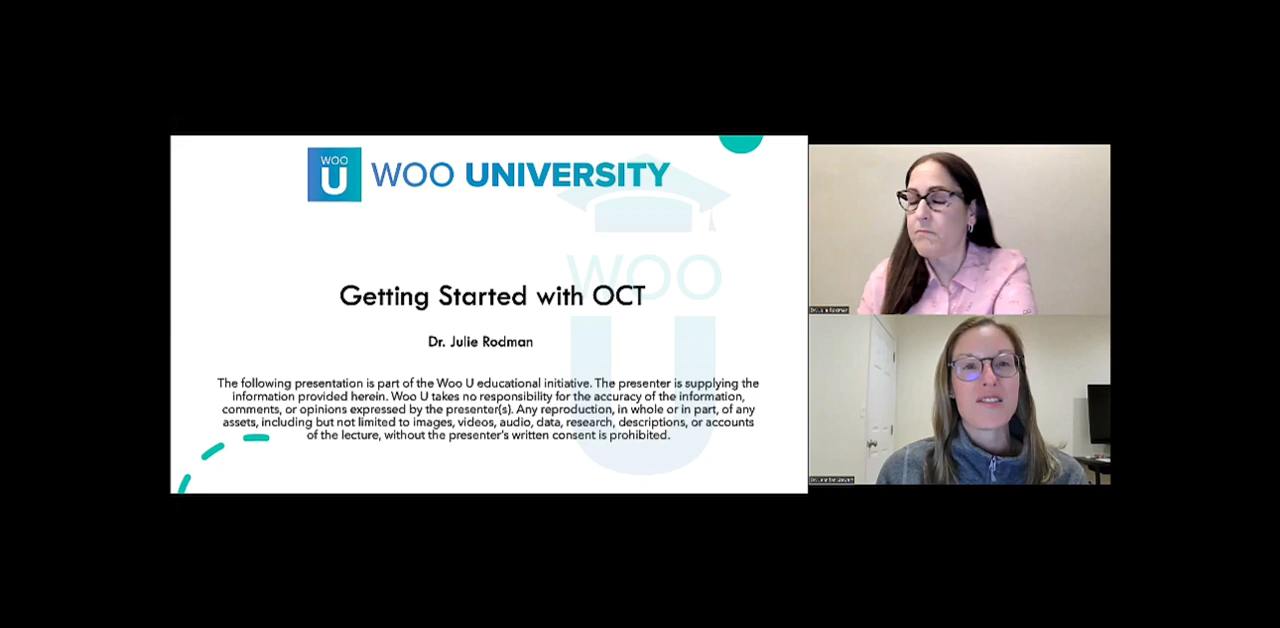 WOO
U
WOO UNIVERSITY
WOO
U
Getting Started with OCT
Dr. Julie Rodman
The following presentation is part of the Woo U educational initiative. The presenter is supplying the
information provided herein. Woo U takes no responsibility for the accuracy of the information,
comments, or opinions expressed by the presenter(s). Any reproduction, in whole or in part, of any
assets, including but not limited to images, videos, audio, data, research, descriptions, or accounts
of the lecture, without the presenter's written consent is prohibited.
Dr. Julie Rodman